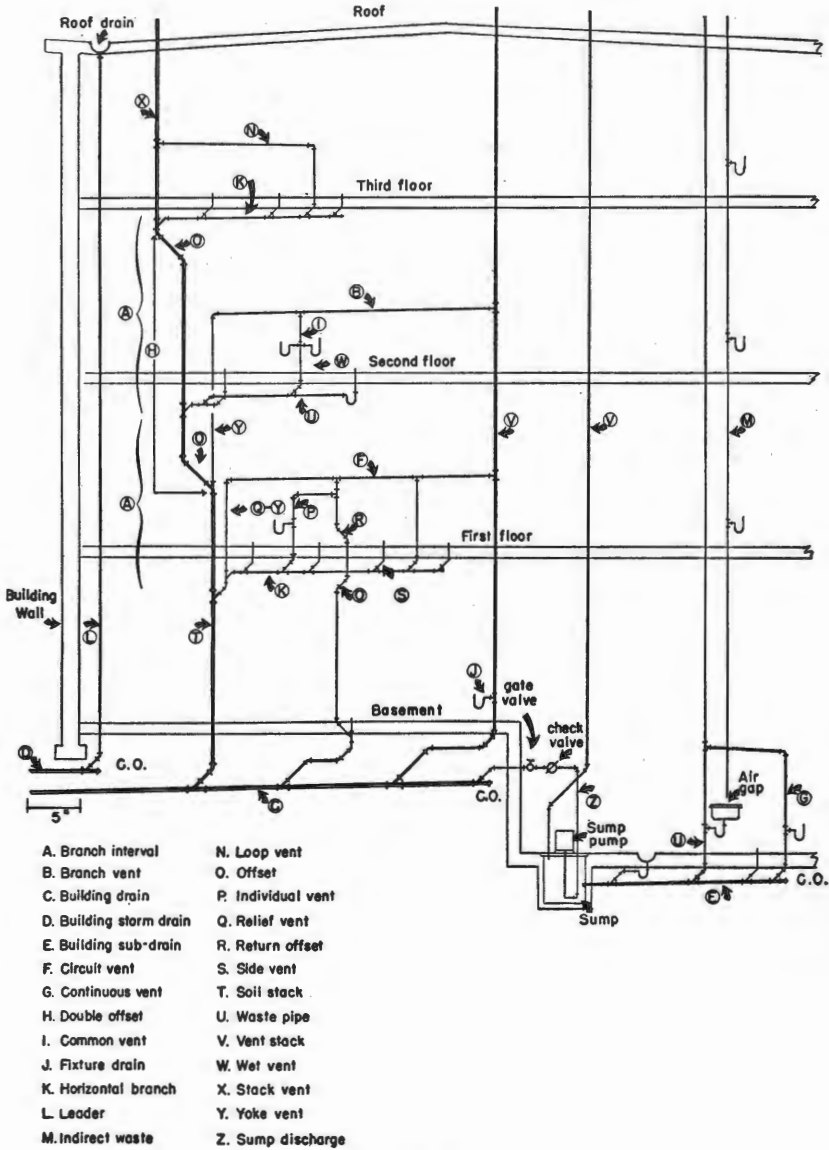 Roof
Roof drain
X
N
K
Third floor
O
B
A
I
H
W
Second floor
U
V
V
M
O
Y
F
A
Q-Y
P
R
First floor
K
O
S
Building
Wall
L
T
J
gate
valve
Basement
check
valve
D
C.O.
Air
gap
G
5"
C
C.O.
Z
Sump
pump
U
C.O.
E
Sump
A. Branch interval
B. Branch vent
C. Building drain
D. Building storm drain
E. Building sub-drain
F. Circuit vent
G. Continuous vent
H. Double offset
I. Common vent
J. Fixture drain
K. Horizontal branch
L. Leader
M. Indirect waste
N. Loop vent
O. Offset
P. Individual vent
Q. Relief vent
R. Return offset
S. Side vent
T. Soil stack
U. Waste pipe
V. Vent stack
W. Wet vent
X. Stack vent
Y. Yoke vent
Z. Sump discharge